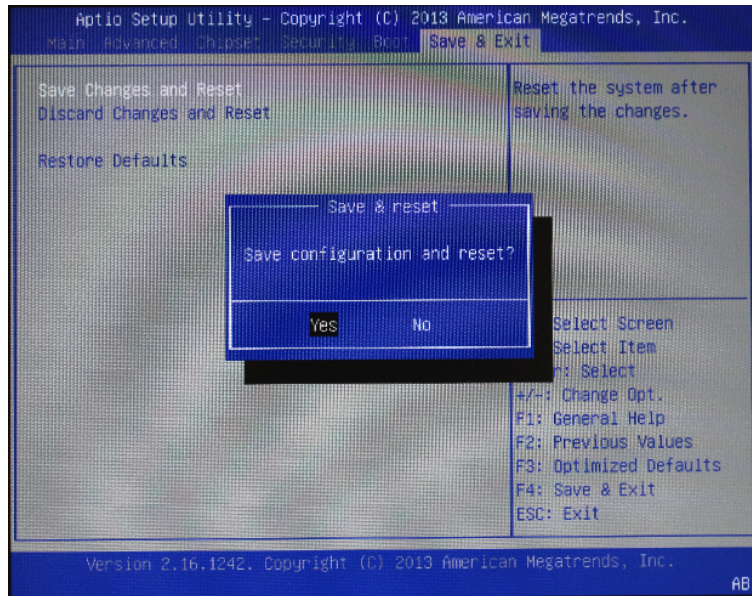 Aptio Setup Utility – Copyright (C) 2013 American Megatrends, Inc.
Main Advanced Chipset Security Boot Save & Exit
Save Changes and Reset
Discard Changes and Reset
Restore Defaults
Reset the system after
saving the changes.
Save & reset
Save configuration and reset?
Yes No
Select Screen
Select Item
r: Select
+/-: Change Opt.
F1: General Help
F2: Previous Values
F3: Optimized Defaults
F4: Save & Exit
ESC: Exit
Version 2.16.1242. Copyright (C) 2013 American Megatrends, Inc.
AB